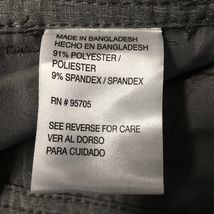 MADE IN BANGLADESH
HECHO EN BANGLADESH
91% POLYESTER /
POLIESTER
9% SPANDEX / SPANDEX
RN # 95705
SEE REVERSE FOR CARE
VER AL DORSO
PARA CUIDADO